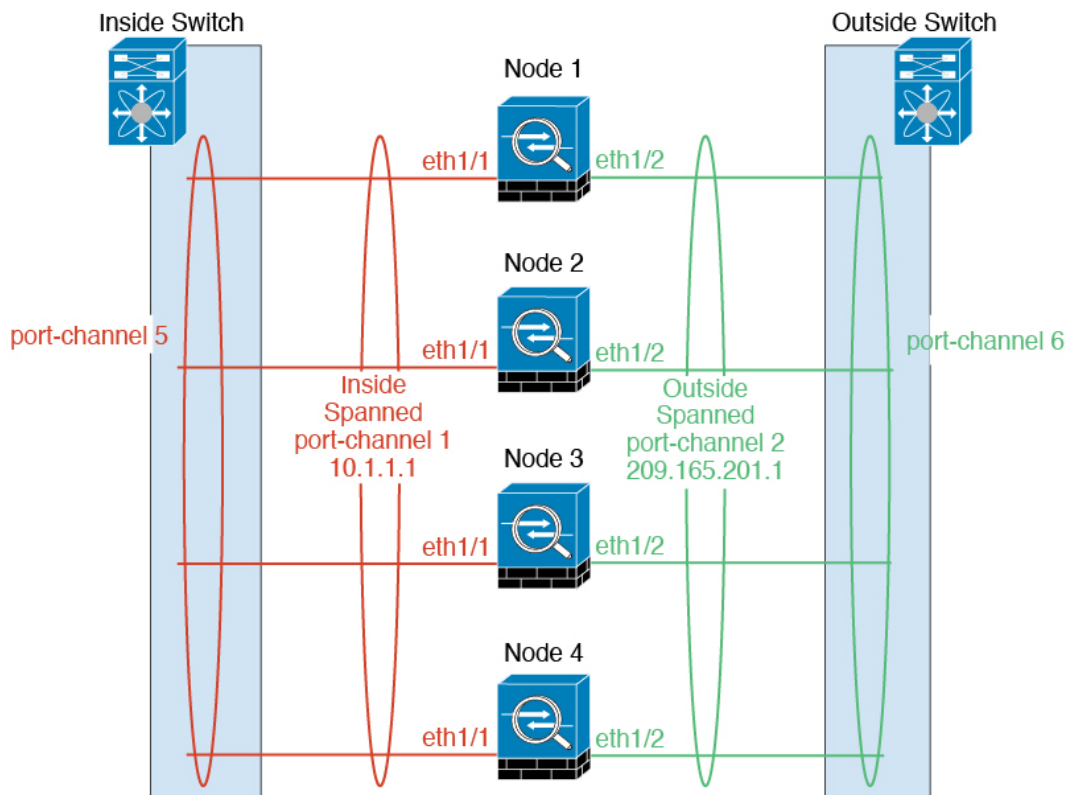 Inside Switch
Outside Switch
Node 1
eth1/1
eth1/2
Node 2
port-channel 5
eth1/1
eth1/2
port-channel 6
Inside
Spanned
port-channel 1
10.1.1.1
Outside
Spanned
port-channel 2
209.165.201.1
Node 3
eth1/1
eth1/2
Node 4
eth1/1
eth1/2